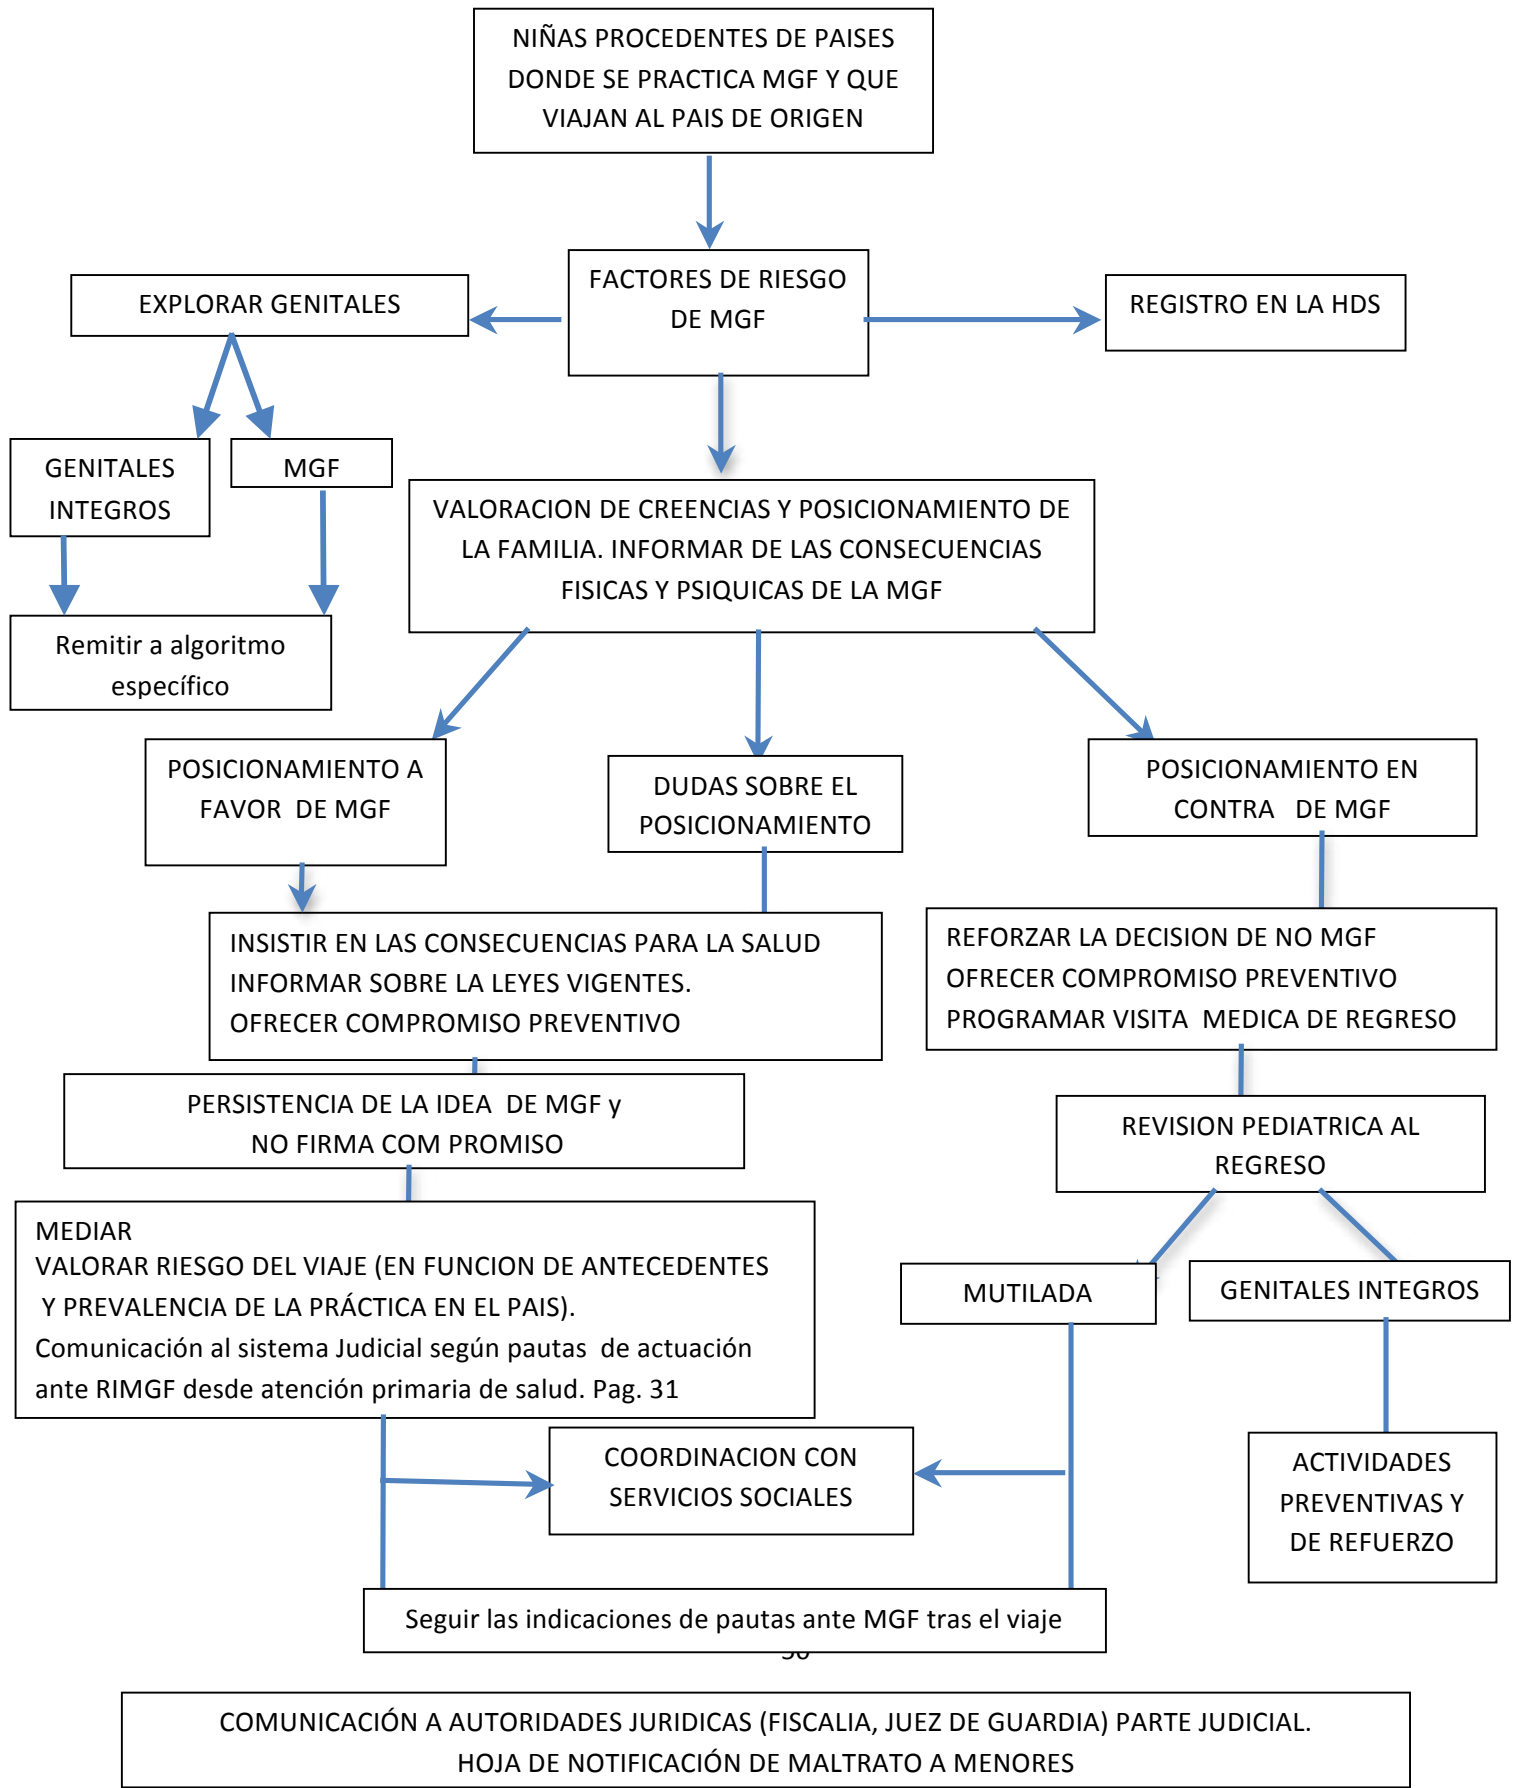 NIÑAS PROCEDENTES DE PAISES
DONDE SE PRACTICA MGF Y QUE
VIAJAN AL PAIS DE ORIGEN
EXPLORAR GENITALES
FACTORES DE RIESGO
DE MGF
REGISTRO EN LA HDS
GENITALES
INTEGROS
MGF
VALORACION DE CREENCIAS Y POSICIONAMIENTO DE
LA FAMILIA. INFORMAR DE LAS CONSECUENCIAS
FISICAS Y PSIQUICAS DE LA MGF
Remitir a algoritmo
específico
POSICIONAMIENTO A
FAVOR DE MGF
DUDAS SOBRE EL
POSICIONAMIENTO
POSICIONAMIENTO EN
CONTRA DE MGF
INSISTIR EN LAS CONSECUENCIAS PARA LA SALUD
INFORMAR SOBRE LA LEYES VIGENTES.
OFRECER COMPROMISO PREVENTIVO
REFORZAR LA DECISION DE NO MGF
OFRECER COMPROMISO PREVENTIVO
PROGRAMAR VISITA MEDICA DE REGRESO
PERSISTENCIA DE LA IDEA DE MGF y
NO FIRMA COM PROMISO
REVISION PEDIATRICA AL
REGRESO
MEDIAR
VALORAR RIESGO DEL VIAJE (EN FUNCION DE ANTECEDENTES
Y PREVALENCIA DE LA PRÁCTICA EN EL PAIS).
Comunicación al sistema Judicial según pautas de actuación
ante RIMGF desde atención primaria de salud. Pag. 31
MUTILADA
GENITALES INTEGROS
COORDINACION CON
SERVICIOS SOCIALES
ACTIVIDADES
PREVENTIVAS Y
DE REFUERZO
Seguir las indicaciones de pautas ante MGF tras el viaje
COMUNICACIÓN A AUTORIDADES JURIDICAS (FISCALIA, JUEZ DE GUARDIA) PARTE JUDICIAL.
HOJA DE NOTIFICACIÓN DE MALTRATO A MENORES